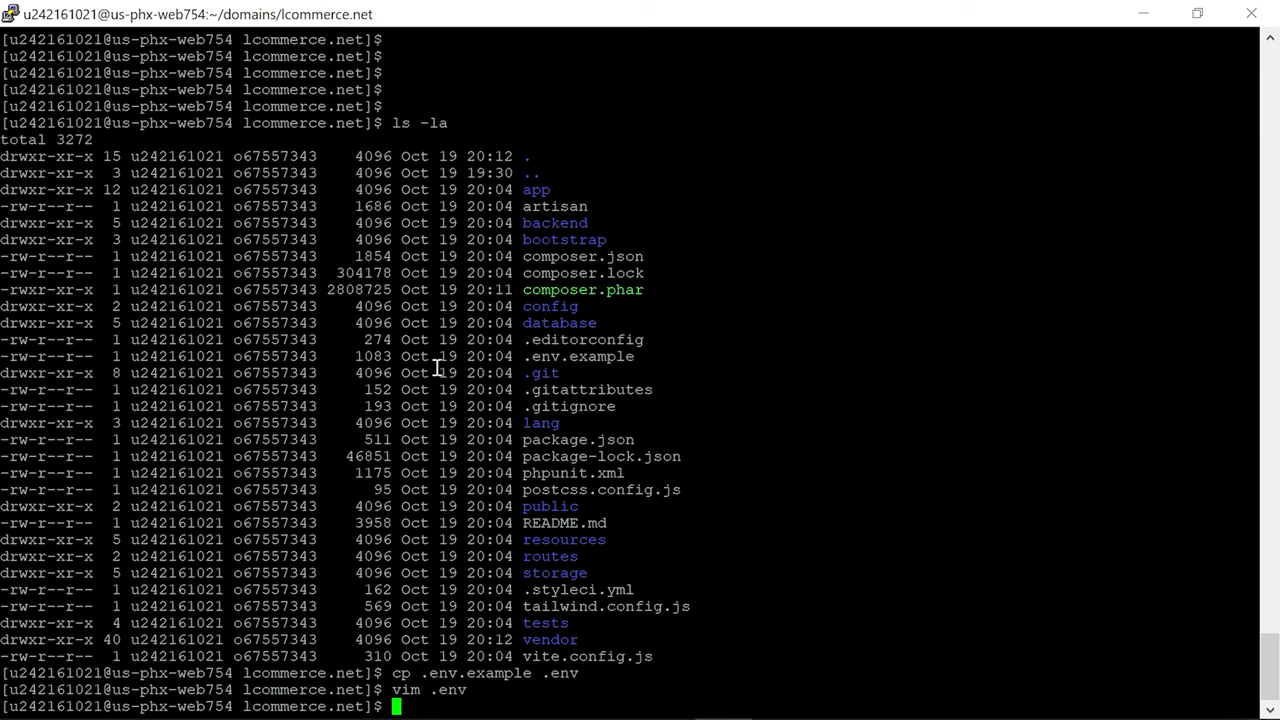 u242161021@us-phx-web754:~/domains/lcommerce.net
[u242161021@us-phx-web754 lcommerce.net]$
[u242161021@us-phx-web754 lcommerce.net]$
[u242161021@us-phx-web754 lcommerce.net]$
[u242161021@us-phx-web754 lcommerce.net]$
[u242161021@us-phx-web754 lcommerce.net]$
[u242161021@us-phx-web754 lcommerce.net]$ ls -la
total 3272
drwxr-xr-x 15 u242161021 o67557343    4096 Oct 19 20:12 .
drwxr-xr-x  3 u242161021 o67557343    4096 Oct 19 19:30 ..
drwxr-xr-x 12 u242161021 o67557343    4096 Oct 19 20:04 app
-rw-r--r--  1 u242161021 o67557343    1686 Oct 19 20:04 artisan
drwxr-xr-x  5 u242161021 o67557343    4096 Oct 19 20:04 backend
drwxr-xr-x  3 u242161021 o67557343    4096 Oct 19 20:04 bootstrap
-rw-r--r--  1 u242161021 o67557343    1854 Oct 19 20:04 composer.json
-rw-r--r--  1 u242161021 o67557343  304178 Oct 19 20:04 composer.lock
-rwxr-xr-x  1 u242161021 o67557343 2808725 Oct 19 20:11 composer.phar
drwxr-xr-x  2 u242161021 o67557343    4096 Oct 19 20:04 config
drwxr-xr-x  5 u242161021 o67557343    4096 Oct 19 20:04 database
-rw-r--r--  1 u242161021 o67557343     274 Oct 19 20:04 .editorconfig
-rw-r--r--  1 u242161021 o67557343    1083 Oct 19 20:04 .env.example
drwxr-xr-x  8 u242161021 o67557343    4096 Oct 19 20:04 .git
-rw-r--r--  1 u242161021 o67557343     152 Oct 19 20:04 .gitattributes
-rw-r--r--  1 u242161021 o67557343     193 Oct 19 20:04 .gitignore
drwxr-xr-x  3 u242161021 o67557343    4096 Oct 19 20:04 lang
-rw-r--r--  1 u242161021 o67557343     511 Oct 19 20:04 package.json
-rw-r--r--  1 u242161021 o67557343   46851 Oct 19 20:04 package-lock.json
-rw-r--r--  1 u242161021 o67557343    1175 Oct 19 20:04 phpunit.xml
-rw-r--r--  1 u242161021 o67557343      95 Oct 19 20:04 postcss.config.js
drwxr-xr-x  2 u242161021 o67557343    4096 Oct 19 20:04 public
-rw-r--r--  1 u242161021 o67557343    3958 Oct 19 20:04 README.md
drwxr-xr-x  5 u242161021 o67557343    4096 Oct 19 20:04 resources
drwxr-xr-x  2 u242161021 o67557343    4096 Oct 19 20:04 routes
drwxr-xr-x  5 u242161021 o67557343    4096 Oct 19 20:04 storage
-rw-r--r--  1 u242161021 o67557343     162 Oct 19 20:04 .styleci.yml
-rw-r--r--  1 u242161021 o67557343     569 Oct 19 20:04 tailwind.config.js
drwxr-xr-x  4 u242161021 o67557343    4096 Oct 19 20:04 tests
drwxr-xr-x 40 u242161021 o67557343    4096 Oct 19 20:12 vendor
-rw-r--r--  1 u242161021 o67557343     310 Oct 19 20:04 vite.config.js
[u242161021@us-phx-web754 lcommerce.net]$ cp .env.example .env
[u242161021@us-phx-web754 lcommerce.net]$ vim .env
[u242161021@us-phx-web754 lcommerce.net]$